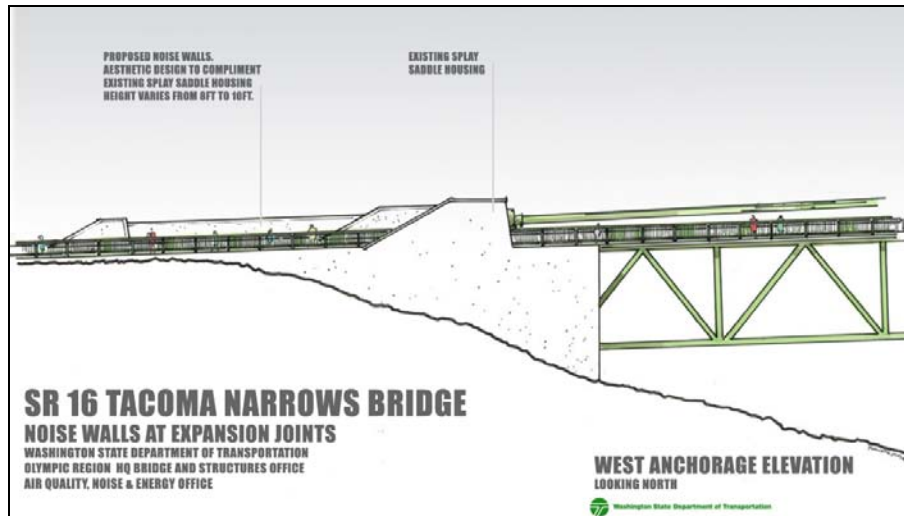 PROPOSED NOISE WALLS.
AESTHETIC DESIGN TO COMPLIMENT
EXISTING SPLAY SADDLE HOUSING
HEIGHT VARIES FROM 8FT TO 10FT.
EXISTING SPLAY
SADDLE HOUSING
SR 16 TACOMA NARROWS BRIDGE
NOISE WALLS AT EXPANSION JOINTS
WASHINGTON STATE DEPARTMENT OF TRANSPORTATION
OLYMPIC REGION HQ BRIDGE AND STRUCTURES OFFICE
AIR QUALITY, NOISE & ENERGY OFFICE
WEST ANCHORAGE ELEVATION
LOOKING NORTH
Washington State Department of Transportation